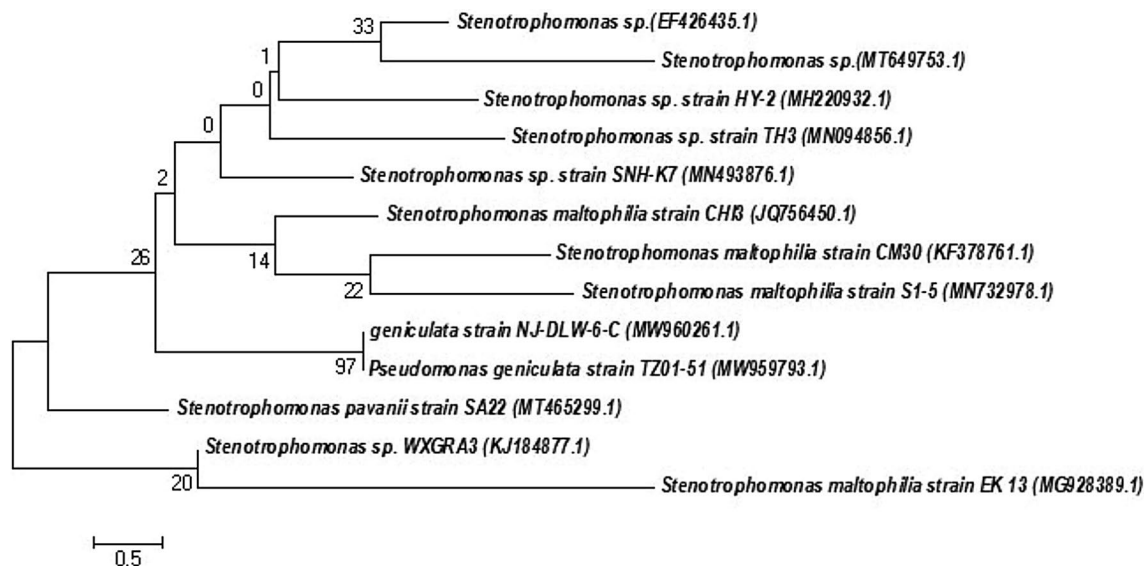 33
Stenotrophomonas sp.(EF426435.1)
1
Stenotrophomonas sp.(MT649753.1)
0
Stenotrophomonas sp. strain HY-2 (MH220932.1)
0
Stenotrophomonas sp. strain TH3 (MN094856.1)
2
Stenotrophomonas sp. strain SNH-K7 (MN493876.1)
Stenotrophomonas maltophilia strain CHI3 (JQ756450.1)
26
14
Stenotrophomonas maltophilia strain CM30 (KF378761.1)
22
Stenotrophomonas maltophilia strain S1-5 (MN732978.1)
geniculata strain NJ-DLW-6-C (MW960261.1)
97
Pseudomonas geniculata strain TZ01-51 (MW959793.1)
Stenotrophomonas pavanii strain SA22 (MT465299.1)
Stenotrophomonas sp. WXGRA3 (KJ184877.1)
20
Stenotrophomonas maltophilia strain EK 13 (MG928389.1)
0.5